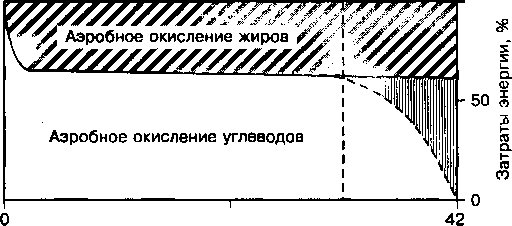 Аэробное окисление жиров
Аэробное окисление углеводов
50
0
0
42
Затраты энергии, %